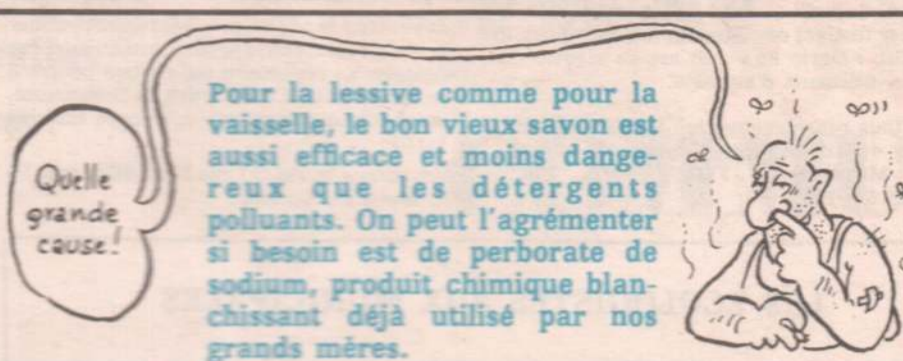 Quelle
grande
cause!
Pour la lessive comme pour la
vaisselle, le bon vieux savon est
aussi efficace et moins dange-
reux que les détergents
polluants. On peut l'agrémenter
si besoin est de perborate de
sodium, produit chimique blan-
chissant déjà utilisé par nos
grands mères.